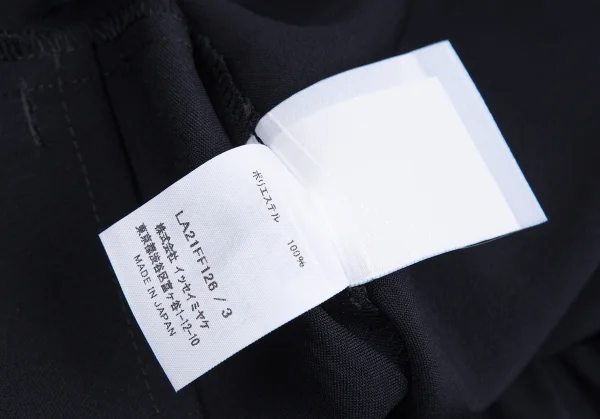 ポリエステル 100%
LA21FF126 / 3
株式会社 イッセイミヤケ
東京都渋谷区富ヶ谷1-12-10
MADE IN JAPAN